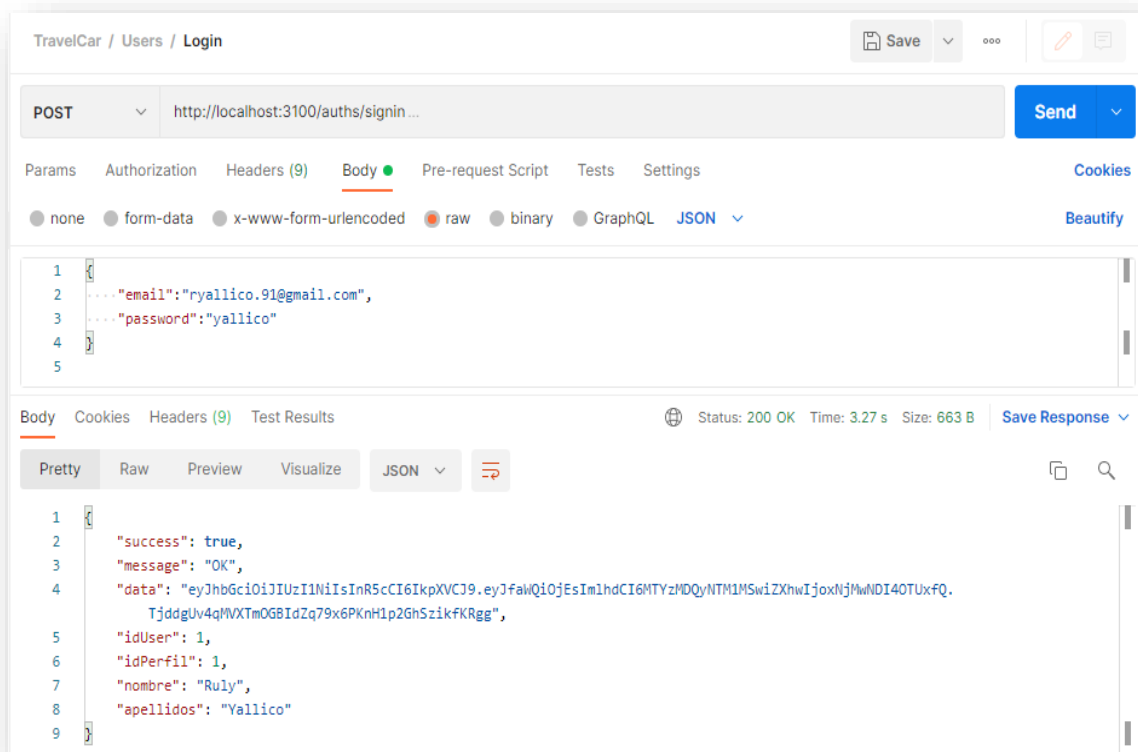 TravelCar / Users / Login
Save
POST http://localhost:3100/auths/signin ...
Send
Params Authorization Headers (9) Body Pre-request Script Tests Settings Cookies
none form-data x-www-form-urlencoded raw binary GraphQL JSON Beautify
1 {
2 ····"email":"ryallico.91@gmail.com",
3 ····"password":"yallico"
4 }
5
Body Cookies Headers (9) Test Results Status: 200 OK Time: 3.27 s Size: 663 B Save Response
Pretty Raw Preview Visualize JSON
1 {
2 "success": true,
3 "message": "OK",
4 "data": "eyJhbGciOiJIUzI1NiIsInR5cCI6IkpXVCJ9.eyJfaWQiOjEsImlhdCI6MTYzMDQyNTM1MSwiZXhwIjoxNjMwNDI4OTUxfQ.
TjddgUv4qMVXTmOGBIdZq79x6PKnH1p2GhSzikfKRgg",
5 "idUser": 1,
6 "idPerfil": 1,
7 "nombre": "Ruly",
8 "apellidos": "Yallico"
9 }